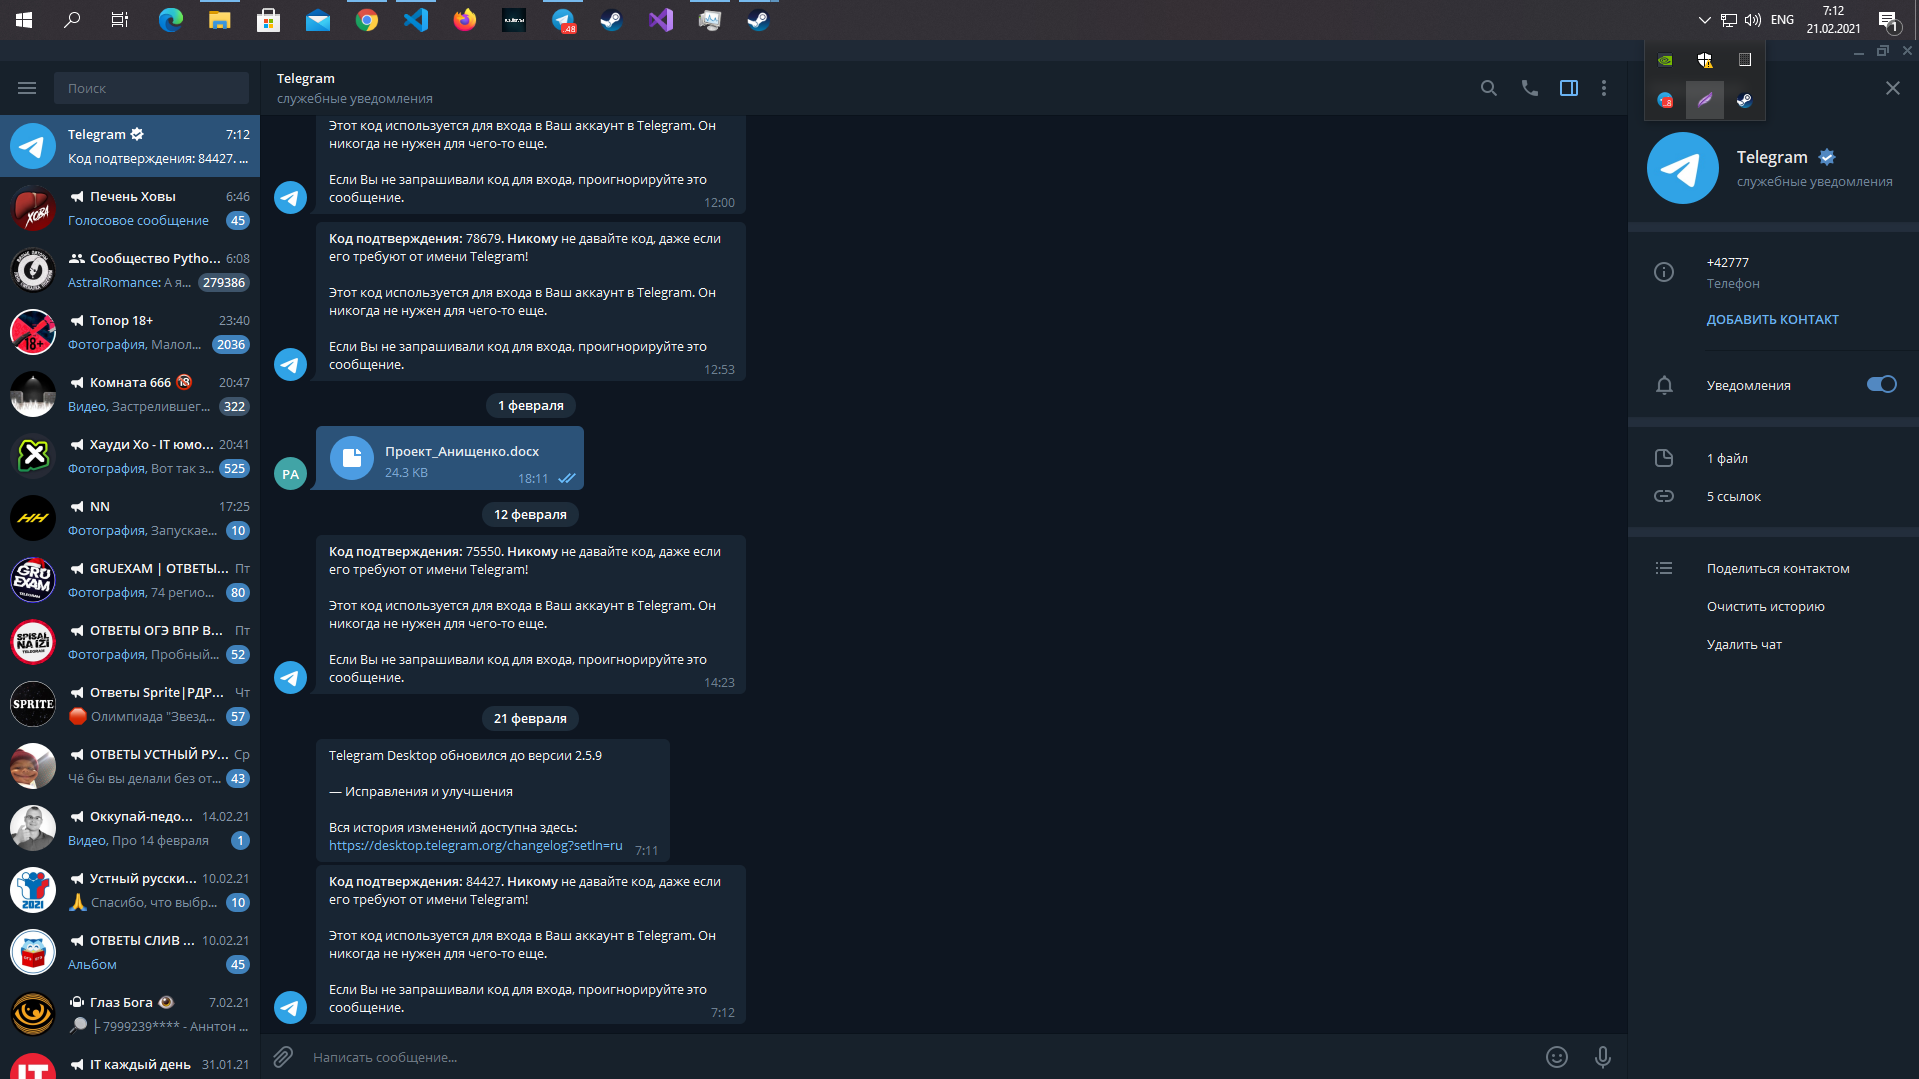 ENG
7:12
21.02.2021
1
48
8
Поиск
Telegram
7:12
Код подтверждения: 84427. ...
Печень Ховы
6:46
Голосовое сообщение
45
ХОВА
Сообщество Pytho...
6:08
AstralRomance: А я...
279386
Топор 18+
23:40
Фотография, Малол...
2036
18+
Комната 666 🔞
20:47
Видео, Застрелившег...
322
Хауди Хо - IT юмо...
20:41
Фотография, Вот так з...
525
NN
17:25
Фотография, Запускае...
10
НН
GRUEXAM | ОТВЕТЫ...
Пт
Фотография, 74 регио...
80
GRU
EXAM
TELEGRAM
ОТВЕТЫ ОГЭ ВПР В...
Пт
Фотография, Пробный...
52
SPISAL
NA IZI
TELEGRAM
Ответы Sprite|РДР...
Чт
🛑 Олимпиада "Звезд...
57
SPRITE
ОТВЕТЫ УСТНЫЙ РУ...
Ср
Чё бы вы делали без от...
43
Оккупай-педо...
14.02.21
Видео, Про 14 февраля
1
Устный русски...
10.02.21
🙏 Спасибо, что выбр...
10
2021
ОТВЕТЫ СЛИВ ...
10.02.21
Альбом
45
Глаз Бога 👁
7.02.21
🔎 ├ 7999239**** - Аннтон ...
IT каждый день
31.01.21
IT
Telegram
служебные уведомления
Этот код используется для входа в Ваш аккаунт в Telegram. Он
никогда не нужен для чего-то еще.
Если Вы не запрашивали код для входа, проигнорируйте это
сообщение.
12:00
Код подтверждения: 78679. Никому не давайте код, даже если
его требуют от имени Telegram!
Этот код используется для входа в Ваш аккаунт в Telegram. Он
никогда не нужен для чего-то еще.
Если Вы не запрашивали код для входа, проигнорируйте это
сообщение.
12:53
1 февраля
РА
Проект_Анищенко.docx
24.3 KB
18:11
12 февраля
Код подтверждения: 75550. Никому не давайте код, даже если
его требуют от имени Telegram!
Этот код используется для входа в Ваш аккаунт в Telegram. Он
никогда не нужен для чего-то еще.
Если Вы не запрашивали код для входа, проигнорируйте это
сообщение.
14:23
21 февраля
Telegram Desktop обновился до версии 2.5.9
— Исправления и улучшения
Вся история изменений доступна здесь:
https://desktop.telegram.org/changelog?setln=ru
7:11
Код подтверждения: 84427. Никому не давайте код, даже если
его требуют от имени Telegram!
Этот код используется для входа в Ваш аккаунт в Telegram. Он
никогда не нужен для чего-то еще.
Если Вы не запрашивали код для входа, проигнорируйте это
сообщение.
7:12
Написать сообщение...
Telegram
служебные уведомления
+42777
Телефон
ДОБАВИТЬ КОНТАКТ
Уведомления
1 файл
5 ссылок
Поделиться контактом
Очистить историю
Удалить чат